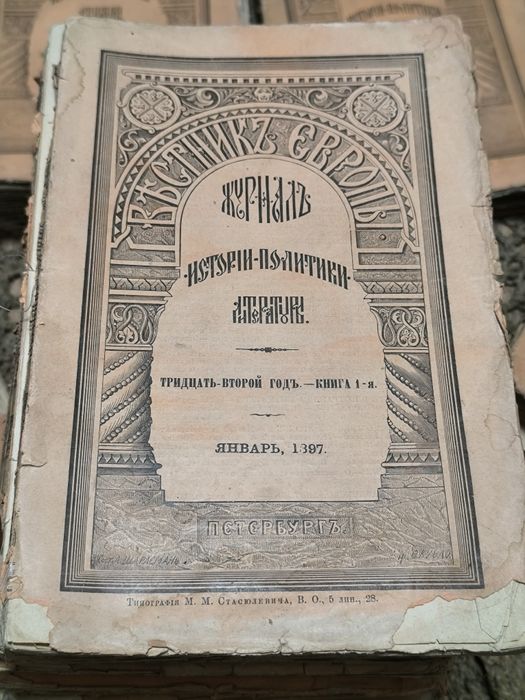 ВѢСТНИКЪ ЕВРОПЫ
ЖУРНАЛЪ
ИСТОРІИ-ПОЛИТИКИ-
ЛИТЕРАТУРЫ.
ТРИДЦАТЬ-ВТОРОЙ ГОДЪ.—КНИГА 1-я.
ЯНВАРЬ, 1897.
ПЕТЕРБУРГЪ.
Типографія М. М. Стасюлевича, В. О., 5 лин., 28.